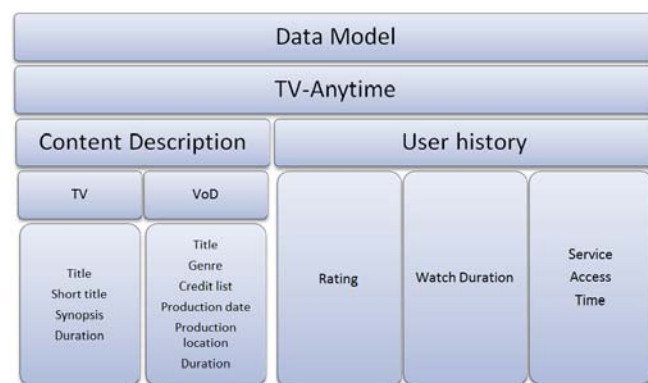 Data Model
TV-Anytime
Content Description
User history
TV
VoD
Title
Short title
Synopsis
Duration
Title
Genre
Credit list
Production date
Production
location
Duration
Rating
Watch Duration
Service
Access
Time